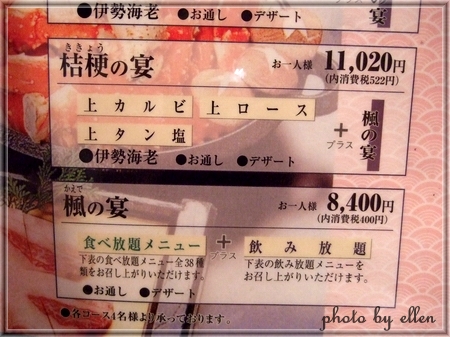 ●伊勢海老 ●お通し ●デザート
の宴
ききょう
桔梗の宴 お一人様 11,020円
(内消費税522円)
上カルビ 上ロース
上タン塩
+
プラス
楓の宴
●伊勢海老 ●お通し ●デザート
かえで
楓の宴 お一人様 8,400円
(内消費税400円)
食べ放題メニュー + プラス 飲み放題
下表の食べ放題メニュー全38種
類をお召し上がりいただけます。
下表の飲み放題メニューを
お召し上がりいただけます。
●お通し ●デザート
●各コース4名様より承っております。
photo by ellen